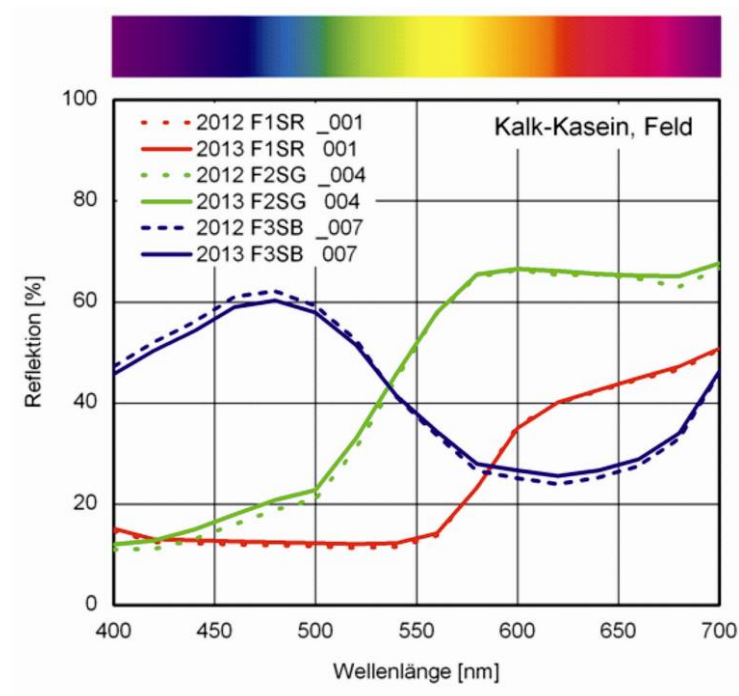 100
80
60
40
20
0
Reflektion [%]
2012 F1SR _001
2013 F1SR 001
2012 F2SG _004
2013 F2SG 004
2012 F3SB _007
2013 F3SB 007
Kalk-Kasein, Feld
400 450 500 550 600 650 700
Wellenlänge [nm]